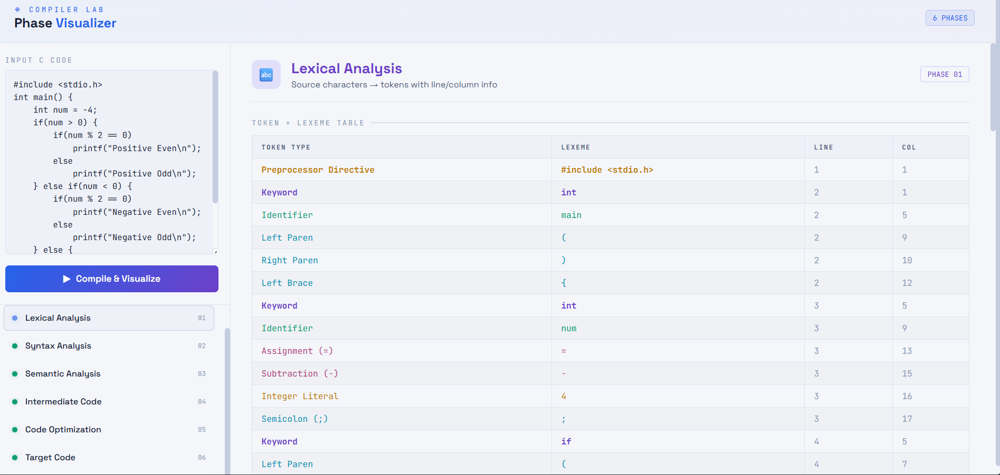 ◈ COMPILER LAB
Phase Visualizer
6 PHASES
INPUT C CODE
#include <stdio.h>
int main() {
    int num = -4;
    if(num > 0) {
        if(num % 2 == 0)
            printf("Positive Even\n");
        else
            printf("Positive Odd\n");
    } else if(num < 0) {
        if(num % 2 == 0)
            printf("Negative Even\n");
        else
            printf("Negative Odd\n");
    } else {
▶ Compile & Visualize
Lexical Analysis 01
Syntax Analysis 02
Semantic Analysis 03
Intermediate Code 04
Code Optimization 05
Target Code 06
abc
Lexical Analysis
Source characters → tokens with line/column info
PHASE 01
TOKEN + LEXEME TABLE
TOKEN TYPE LEXEME LINE COL
Preprocessor Directive #include <stdio.h> 1 1
Keyword int 2 1
Identifier main 2 5
Left Paren ( 2 9
Right Paren ) 2 10
Left Brace { 2 12
Keyword int 3 5
Identifier num 3 9
Assignment (=) = 3 13
Subtraction (-) - 3 15
Integer Literal 4 3 16
Semicolon (;) ; 3 17
Keyword if 4 5
Left Paren ( 4 7